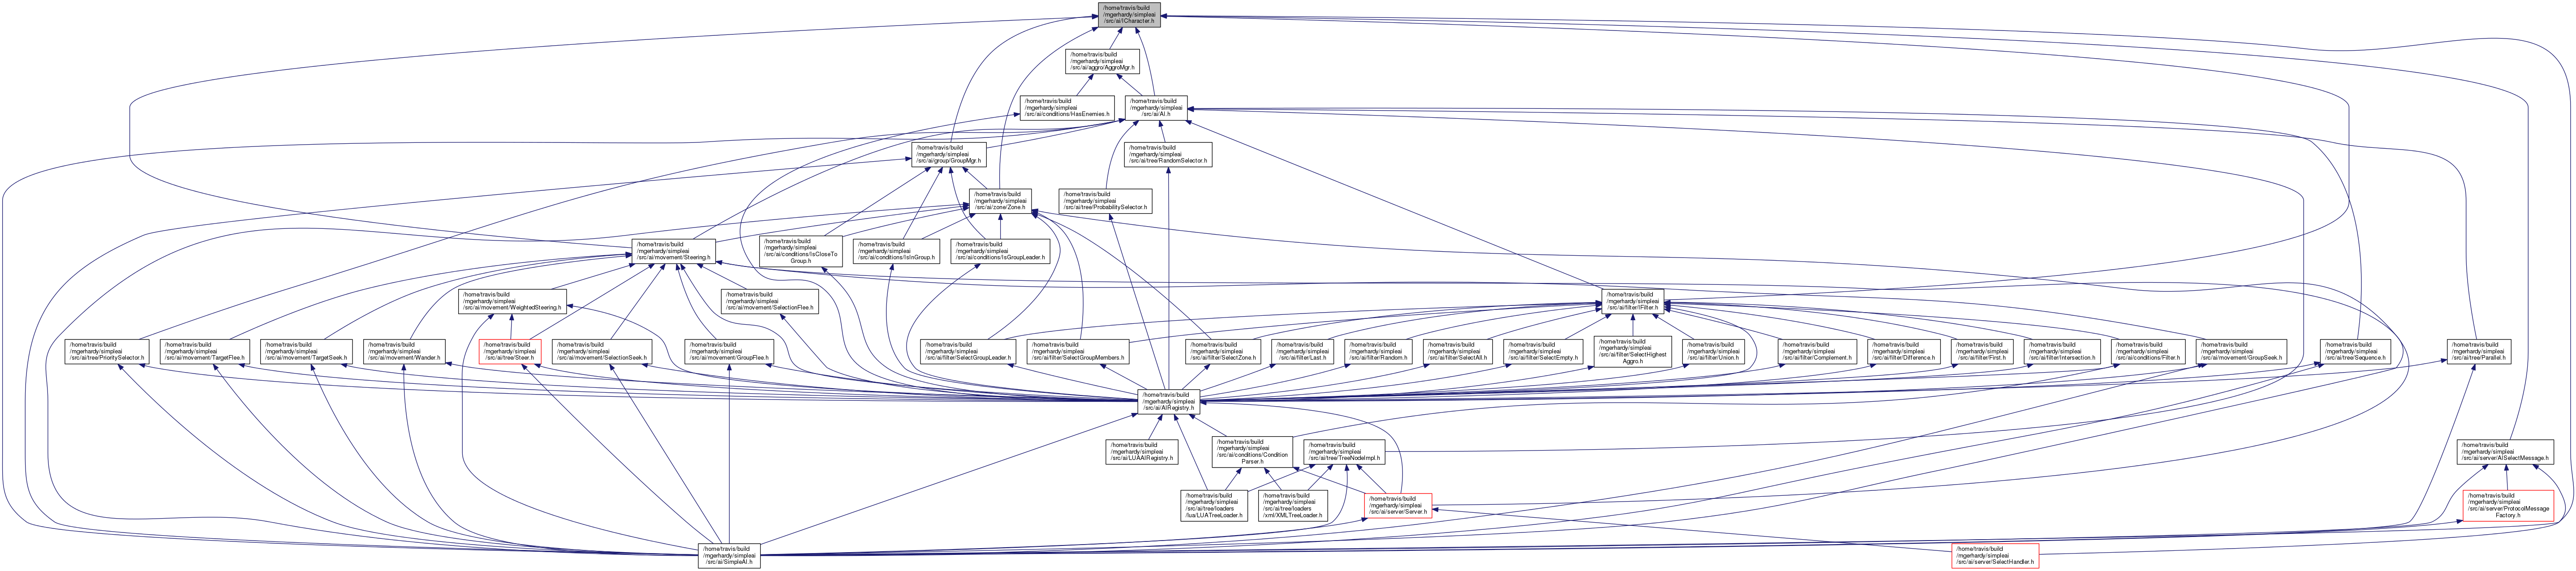 /home/travis/build
/mgerhardy/simpleai
/src/ai/ICharacter.h
/home/travis/build
/mgerhardy/simpleai
/src/ai/aggro/AggroMgr.h
/home/travis/build
/mgerhardy/simpleai
/src/ai/conditions/HasEnemies.h
/home/travis/build
/mgerhardy/simpleai
/src/ai/AI.h
/home/travis/build
/mgerhardy/simpleai
/src/ai/group/GroupMgr.h
/home/travis/build
/mgerhardy/simpleai
/src/ai/tree/RandomSelector.h
/home/travis/build
/mgerhardy/simpleai
/src/ai/zone/Zone.h
/home/travis/build
/mgerhardy/simpleai
/src/ai/tree/ProbabilitySelector.h
/home/travis/build
/mgerhardy/simpleai
/src/ai/movement/Steering.h
/home/travis/build
/mgerhardy/simpleai
/src/ai/conditions/IsCloseTo
Group.h
/home/travis/build
/mgerhardy/simpleai
/src/ai/conditions/IsInGroup.h
/home/travis/build
/mgerhardy/simpleai
/src/ai/conditions/IsGroupLeader.h
/home/travis/build
/mgerhardy/simpleai
/src/ai/movement/WeightedSteering.h
/home/travis/build
/mgerhardy/simpleai
/src/ai/movement/SelectionFlee.h
/home/travis/build
/mgerhardy/simpleai
/src/ai/filter/IFilter.h
/home/travis/build
/mgerhardy/simpleai
/src/ai/tree/PrioritySelector.h
/home/travis/build
/mgerhardy/simpleai
/src/ai/movement/TargetFlee.h
/home/travis/build
/mgerhardy/simpleai
/src/ai/movement/TargetSeek.h
/home/travis/build
/mgerhardy/simpleai
/src/ai/movement/Wander.h
/home/travis/build
/mgerhardy/simpleai
/src/ai/tree/Steer.h
/home/travis/build
/mgerhardy/simpleai
/src/ai/movement/SelectionSeek.h
/home/travis/build
/mgerhardy/simpleai
/src/ai/movement/GroupFlee.h
/home/travis/build
/mgerhardy/simpleai
/src/ai/filter/SelectGroupLeader.h
/home/travis/build
/mgerhardy/simpleai
/src/ai/filter/SelectGroupMembers.h
/home/travis/build
/mgerhardy/simpleai
/src/ai/filter/SelectZone.h
/home/travis/build
/mgerhardy/simpleai
/src/ai/filter/Last.h
/home/travis/build
/mgerhardy/simpleai
/src/ai/filter/Random.h
/home/travis/build
/mgerhardy/simpleai
/src/ai/filter/SelectAll.h
/home/travis/build
/mgerhardy/simpleai
/src/ai/filter/SelectEmpty.h
/home/travis/build
/mgerhardy/simpleai
/src/ai/filter/SelectHighest
Aggro.h
/home/travis/build
/mgerhardy/simpleai
/src/ai/filter/Union.h
/home/travis/build
/mgerhardy/simpleai
/src/ai/filter/Complement.h
/home/travis/build
/mgerhardy/simpleai
/src/ai/filter/Difference.h
/home/travis/build
/mgerhardy/simpleai
/src/ai/filter/First.h
/home/travis/build
/mgerhardy/simpleai
/src/ai/filter/Intersection.h
/home/travis/build
/mgerhardy/simpleai
/src/ai/conditions/Filter.h
/home/travis/build
/mgerhardy/simpleai
/src/ai/movement/GroupSeek.h
/home/travis/build
/mgerhardy/simpleai
/src/ai/tree/Sequence.h
/home/travis/build
/mgerhardy/simpleai
/src/ai/tree/Parallel.h
/home/travis/build
/mgerhardy/simpleai
/src/ai/AIRegistry.h
/home/travis/build
/mgerhardy/simpleai
/src/ai/LUAAIRegistry.h
/home/travis/build
/mgerhardy/simpleai
/src/ai/conditions/Condition
Parser.h
/home/travis/build
/mgerhardy/simpleai
/src/ai/tree/TreeNodeImpl.h
/home/travis/build
/mgerhardy/simpleai
/src/ai/server/AISelectMessage.h
/home/travis/build
/mgerhardy/simpleai
/src/ai/tree/loaders
/lua/LUATreeLoader.h
/home/travis/build
/mgerhardy/simpleai
/src/ai/tree/loaders
/xml/XMLTreeLoader.h
/home/travis/build
/mgerhardy/simpleai
/src/ai/server/Server.h
/home/travis/build
/mgerhardy/simpleai
/src/ai/server/ProtocolMessage
Factory.h
/home/travis/build
/mgerhardy/simpleai
/src/ai/SimpleAI.h
/home/travis/build
/mgerhardy/simpleai
/src/ai/server/SelectHandler.h